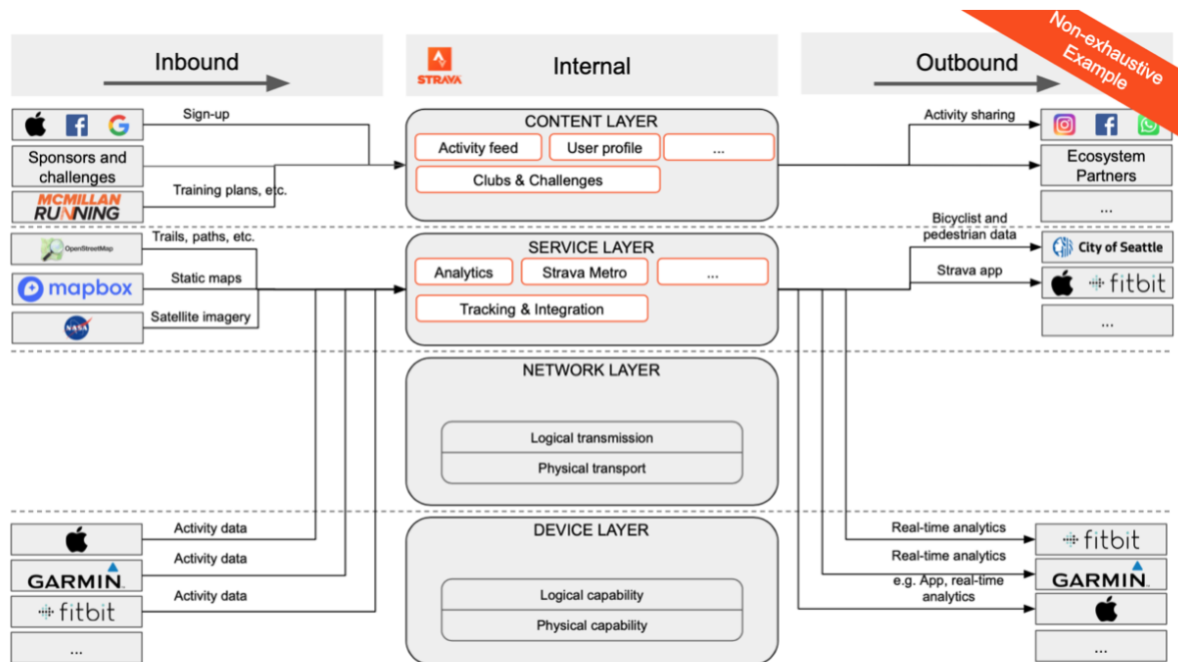 Inbound
STRAVA
Internal
Outbound
Non-exhaustive
Example
Sign-up
Sponsors and
challenges
Training plans, etc.
MCMILLAN
RUNNING
CONTENT LAYER
Activity feed
User profile
...
Clubs & Challenges
Activity sharing
Ecosystem
Partners
...
Trails, paths, etc.
OpenStreetMap
Static maps
mapbox
Satellite imagery
NASA
SERVICE LAYER
Analytics
Strava Metro
...
Tracking & Integration
Bicyclist and
pedestrian data
City of Seattle
Strava app
fitbit
...
NETWORK LAYER
Logical transmission
Physical transport
Activity data
Activity data
GARMIN
Activity data
fitbit
...
DEVICE LAYER
Logical capability
Physical capability
Real-time analytics
fitbit
Real-time analytics
GARMIN
e.g. App, real-time
analytics
...